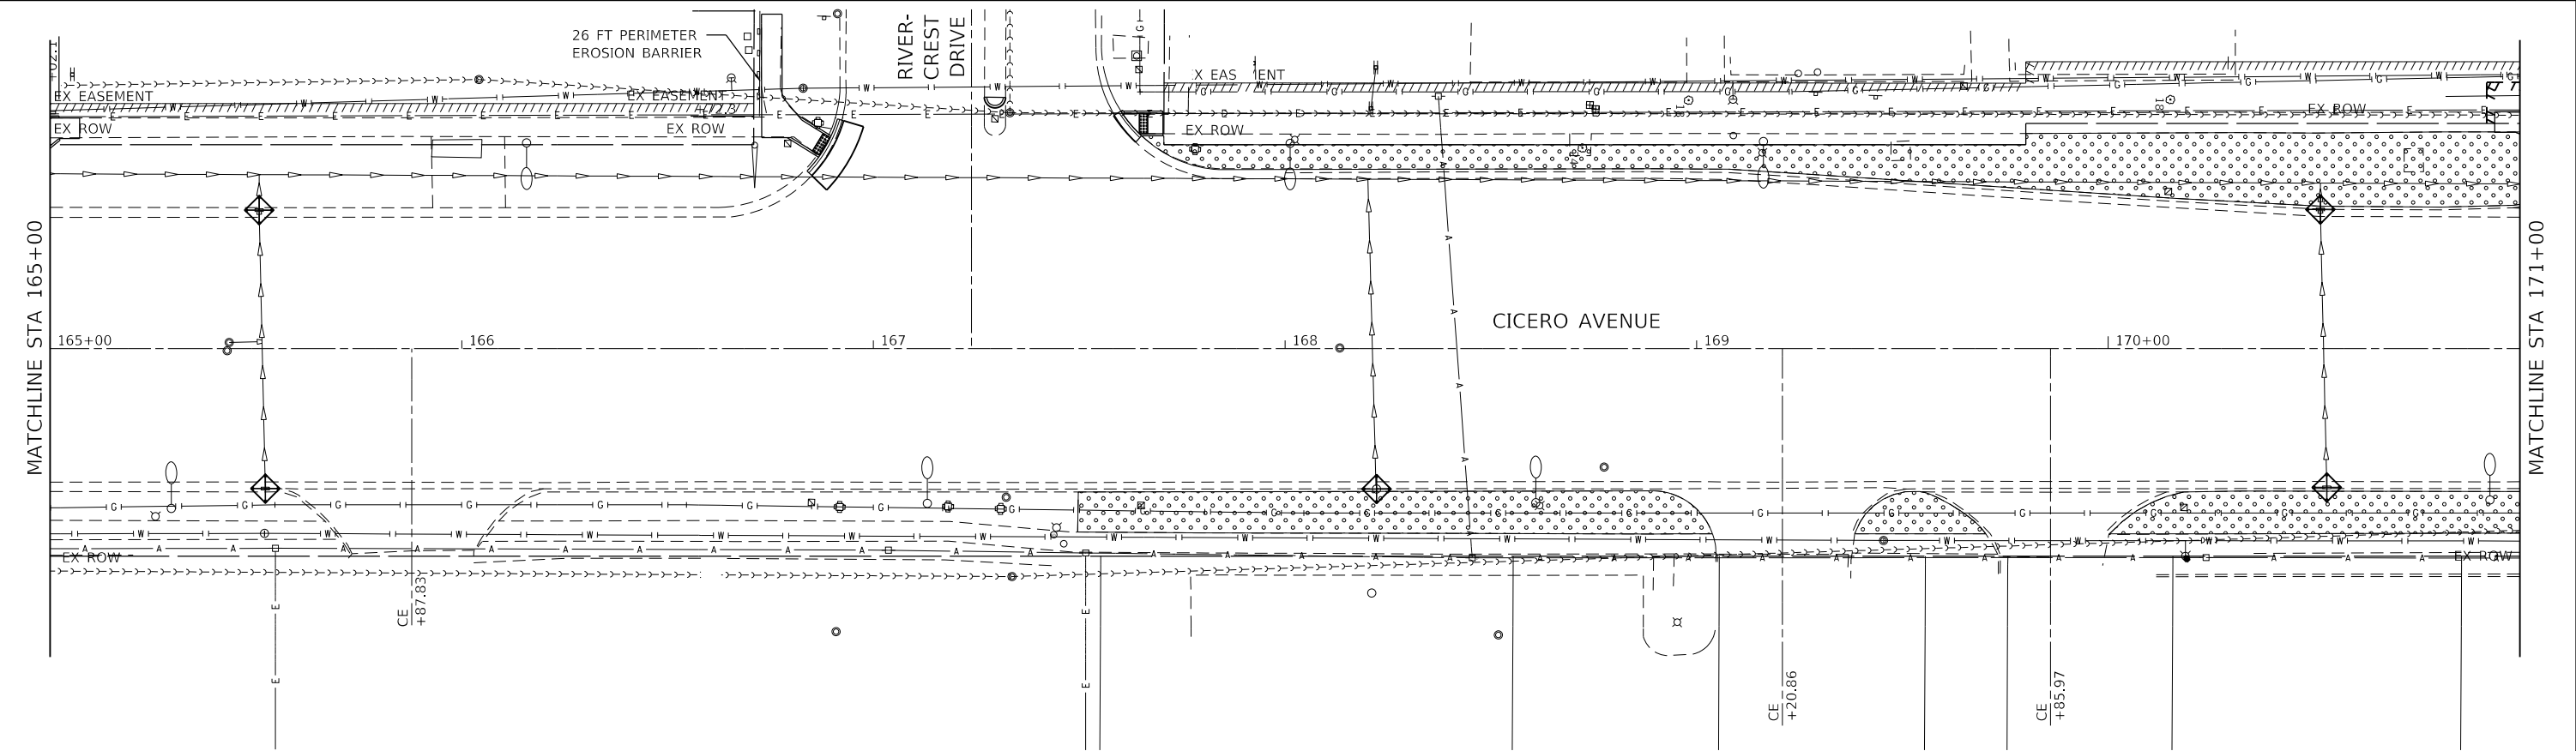 26 FT PERIMETER
EROSION BARRIER
RIVER-
CREST
DRIVE
EX EASEMENT
EX EASEMENT
X EAS ENT
EX ROW
EX ROW
EX ROW
EX ROW
MATCHLINE STA 165+00
MATCHLINE STA 171+00
CICERO AVENUE
165+00
166
167
168
169
170+00
EX ROW
EX ROW
CE
+87.83
CE
+20.86
CE
+85.97